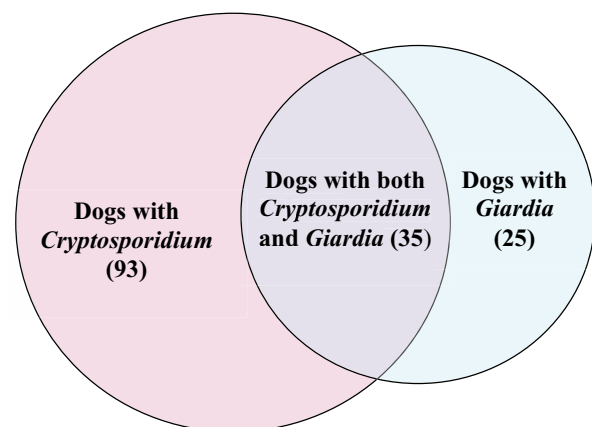 Dogs with
Cryptosporidium
(93)
Dogs with both
Cryptosporidium
and Giardia (35)
Dogs with
Giardia
(25)